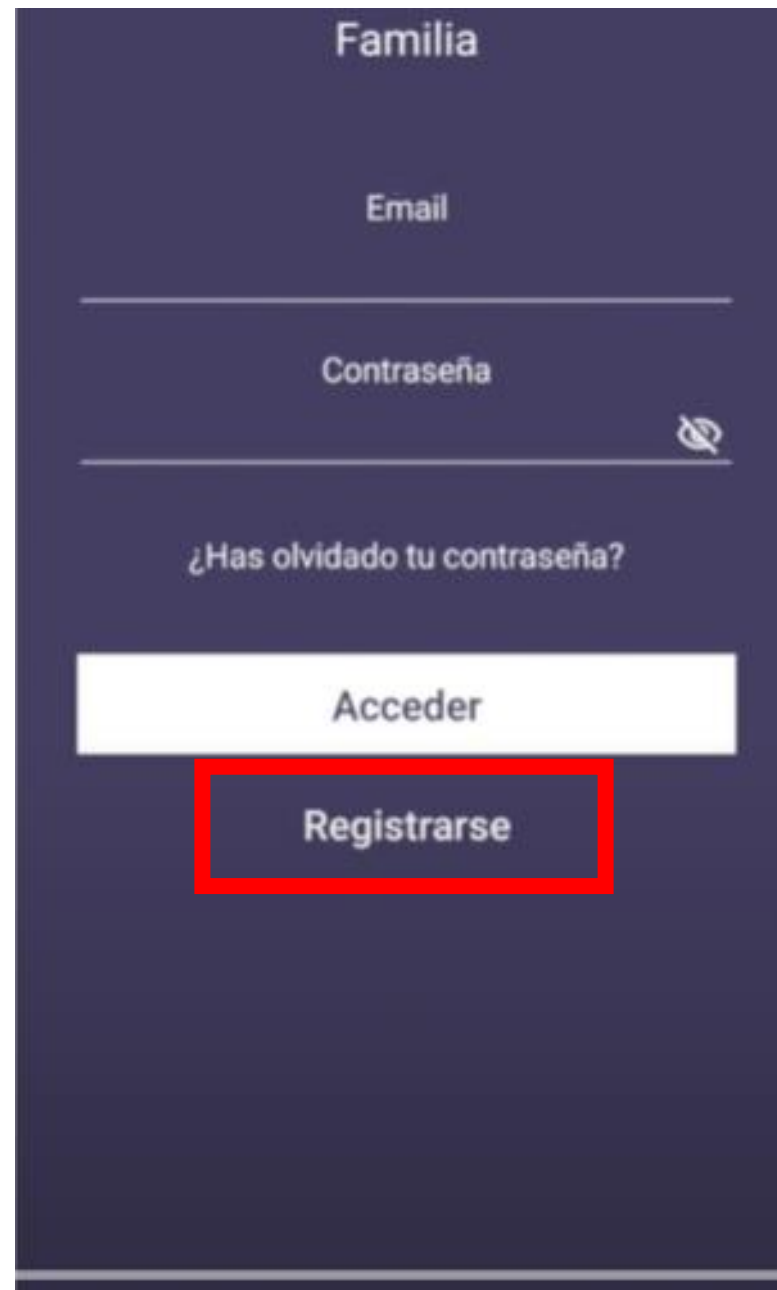 Familia
Email
Contraseña
¿Has olvidado tu contraseña?
Acceder
Registrarse